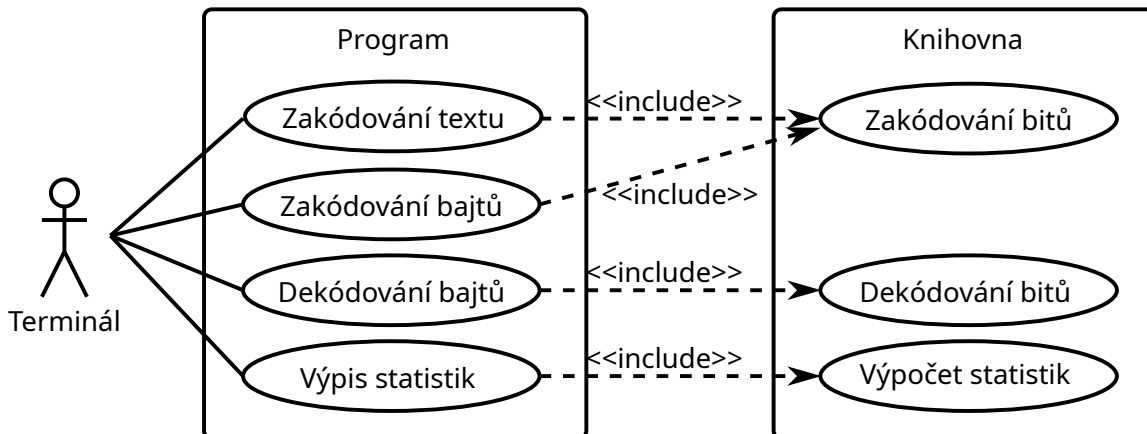 Program
Knihovna
Zakódování textu
<<include>>
Zakódování bitů
Zakódování bajtů
<<include>>
Dekódování bajtů
<<include>>
Dekódování bitů
Terminál
Výpis statistik
<<include>>
Výpočet statistik